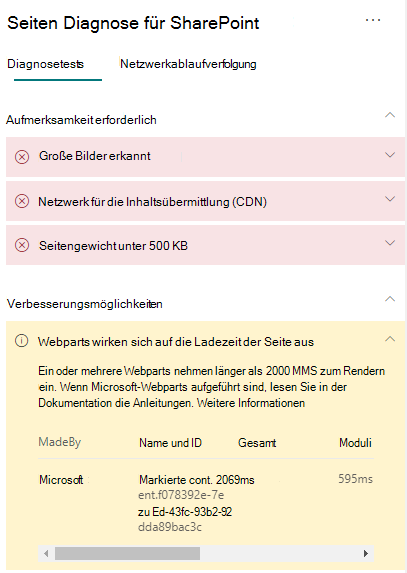 Seiten Diagnose für SharePoint
...
Diagnosetests Netzwerkablaufverfolgung
Aufmerksamkeit erforderlich
Große Bilder erkannt
Netzwerk für die Inhaltsübermittlung (CDN)
Seitengewicht unter 500 KB
Verbesserungsmöglichkeiten
Webparts wirken sich auf die Ladezeit der Seite aus
Ein oder mehrere Webparts nehmen länger als 2000 MMS zum Rendern
ein. Wenn Microsoft-Webparts aufgeführt sind, lesen Sie in der
Dokumentation die Anleitungen. Weitere Informationen
MadeBy Name und ID Gesamt Moduli
Microsoft Markierte cont. 2069ms 595ms
ent.f078392e-7e
zu Ed-43fc-93b2-92
dda89bac3c